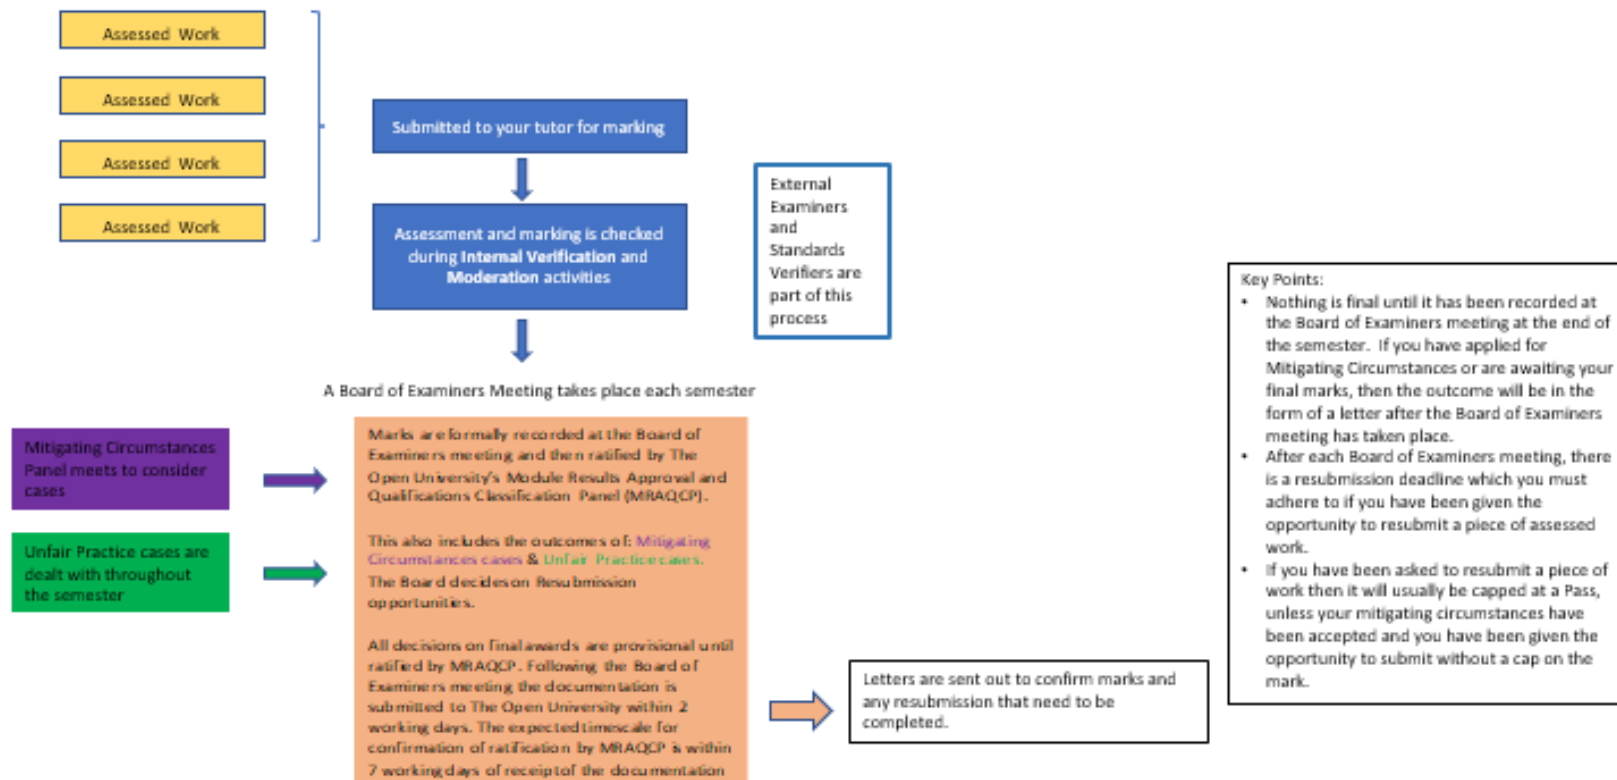 Assessed Work
Assessed Work
Assessed Work
Assessed Work
Submitted to your tutor for marking
Assessment and marking is checked
during Internal Verification and
Moderation activities
External
Examiners
and
Standards
Verifiers are
part of this
process
A Board of Examiners Meeting takes place each semester
Mitigating Circumstances
Panel meets to consider
cases
Unfair Practice cases are
dealt with throughout
the semester
Marks are formally recorded at the Board of
Examiners meeting and then ratified by The
Open University's Module Results Approval and
Qualifications Classification Panel (MRAQCP).
This also includes the outcomes of: Mitigating
Circumstances cases & Unfair Practice cases.
The Board decides on Resubmission
opportunities.
All decisions on final awards are provisional until
ratified by MRAQCP. Following the Board of
Examiners meeting the documentation is
submitted to The Open University within 2
working days. The expected timescale for
confirmation of ratification by MRAQCP is within
7 working days of receipt of the documentation
Letters are sent out to confirm marks and
any resubmission that need to be
completed.
Key Points:
• Nothing is final until it has been recorded at
the Board of Examiners meeting at the end of
the semester. If you have applied for
Mitigating Circumstances or are awaiting your
final marks, then the outcome will be in the
form of a letter after the Board of Examiners
meeting has taken place.
• After each Board of Examiners meeting, there
is a resubmission deadline which you must
adhere to if you have been given the
opportunity to resubmit a piece of assessed
work.
• If you have been asked to resubmit a piece of
work then it will usually be capped at a Pass,
unless your mitigating circumstances have
been accepted and you have been given the
opportunity to submit without a cap on the
mark.